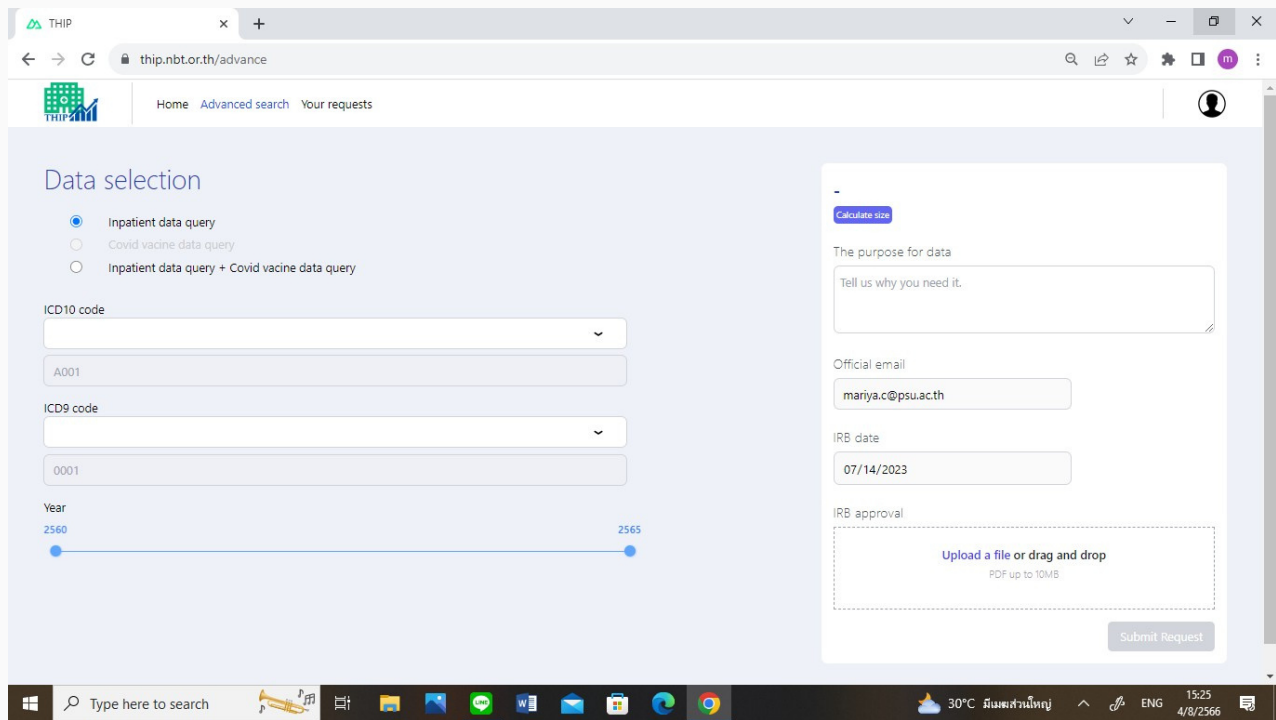 THIP
thip.nbt.or.th/advance
m
THIP
Home Advanced search Your requests
Data selection
Inpatient data query
Covid vacine data query
Inpatient data query + Covid vacine data query
ICD10 code
A001
ICD9 code
0001
Year
2560 2565
-
Calculate size
The purpose for data
Tell us why you need it.
Official email
mariya.c@psu.ac.th
IRB date
07/14/2023
IRB approval
Upload a file or drag and drop
PDF up to 10MB
Submit Request
Type here to search
LINE
W
30°C มีเมฆส่วนใหญ่
ENG
15:25
4/8/2566